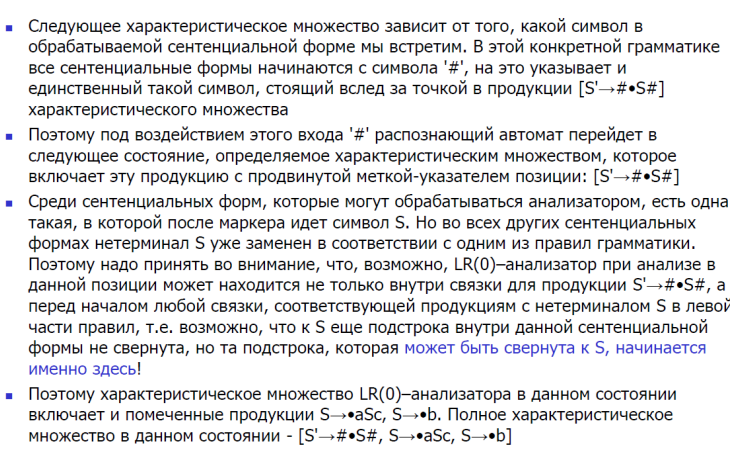 ▪ Следующее характеристическое множество зависит от того, какой символ в
обрабатываемой сентенциальной форме мы встретим. В этой конкретной грамматике
все сентенциальные формы начинаются с символа '#', на это указывает и
единственный такой символ, стоящий вслед за точкой в продукции [S'→#•S#]
характеристического множества
▪ Поэтому под воздействием этого входа '#' распознающий автомат перейдет в
следующее состояние, определяемое характеристическим множеством, которое
включает эту продукцию с продвинутой меткой-указателем позиции: [S'→#•S#]
▪ Среди сентенциальных форм, которые могут обрабатываться анализатором, есть одна
такая, в которой после маркера идет символ S. Но во всех других сентенциальных
формах нетерминал S уже заменен в соответствии с одним из правил грамматики.
Поэтому надо принять во внимание, что, возможно, LR(0)–анализатор при анализе в
данной позиции может находится не только внутри связки для продукции S'→#•S#, а
перед началом любой связки, соответствующей продукциям с нетерминалом S в левой
части правил, т.е. возможно, что к S еще подстрока внутри данной сентенциальной
формы не свернута, но та подстрока, которая может быть свернута к S, начинается
именно здесь!
▪ Поэтому характеристическое множество LR(0)–анализатора в данном состоянии
включает и помеченные продукции S→•aSc, S→•b. Полное характеристическое
множество в данном состоянии - [S'→#•S#, S→•aSc, S→•b]